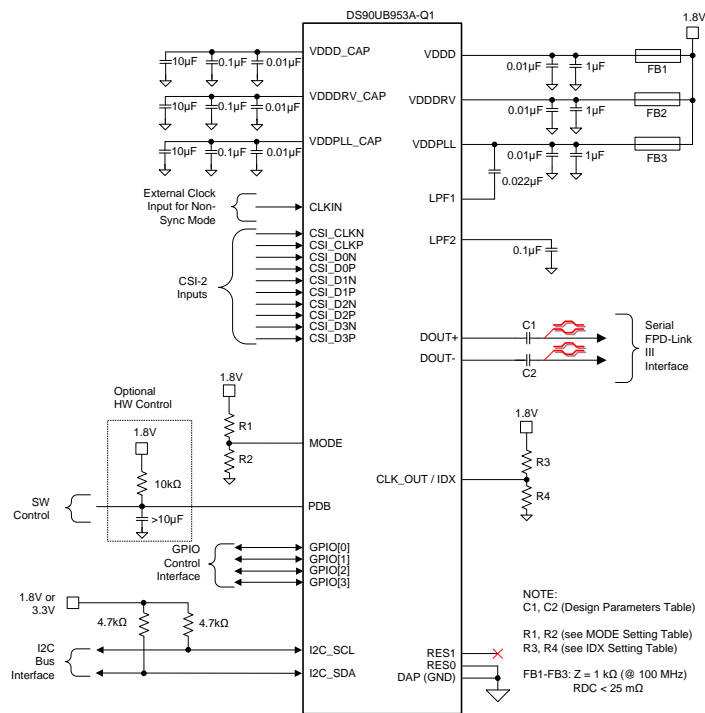 DS90UB953A-Q1
1.8V
VDDD_CAP
10µF
0.1µF
0.01µF
VDDD
0.01µF
1µF
FB1
VDDDRV_CAP
10µF
0.1µF
0.01µF
VDDDRV
0.01µF
1µF
FB2
VDDPLL_CAP
10µF
0.1µF
0.01µF
VDDPLL
0.01µF
1µF
FB3
0.022µF
LPF1
External Clock
Input for Non-
Sync Mode
CLKIN
LPF2
0.1µF
CSI-2
Inputs
CSI_CLKN
CSI_CLKP
CSI_D0N
CSI_D0P
CSI_D1N
CSI_D1P
CSI_D2N
CSI_D2P
CSI_D3N
CSI_D3P
DOUT+
C1
DOUT-
C2
Serial
FPD-Link
III
Interface
Optional
HW Control
1.8V
R1
R2
MODE
1.8V
10kΩ
>10µF
SW
Control
PDB
1.8V
R3
R4
CLK_OUT / IDX
GPIO
Control
Interface
GPIO[0]
GPIO[1]
GPIO[2]
GPIO[3]
1.8V or
3.3V
4.7kΩ
4.7kΩ
I2C
Bus
Interface
I2C_SCL
I2C_SDA
RES1
RES0
DAP (GND)
NOTE:
C1, C2 (Design Parameters Table)
R1, R2 (see MODE Setting Table)
R3, R4 (see IDX Setting Table)
FB1-FB3: Z = 1 kΩ (@ 100 MHz)
RDC < 25 mΩ